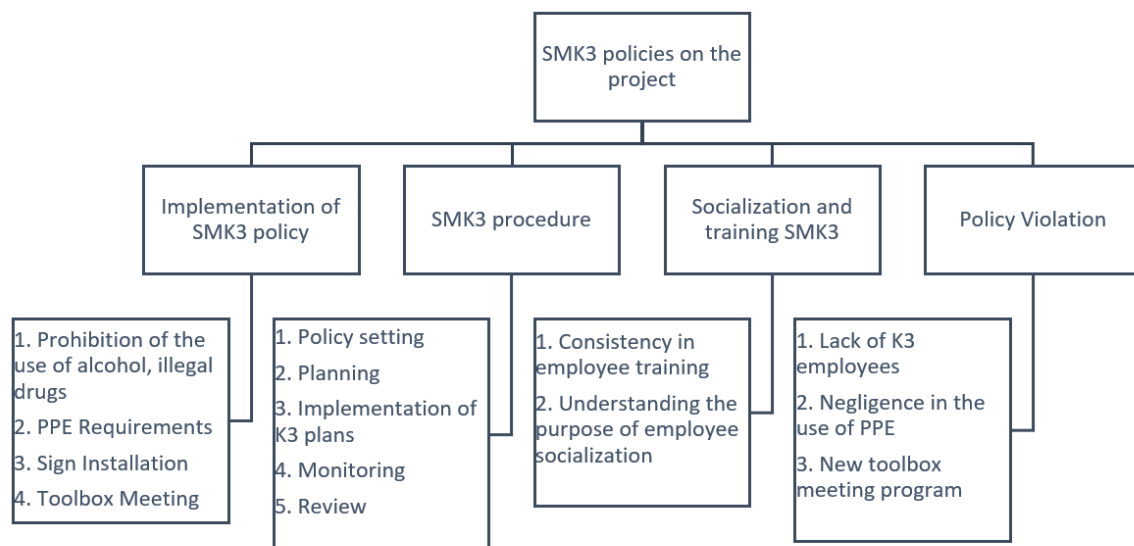 SMK3 policies on the
project
Implementation of
SMK3 policy
SMK3 procedure
Socialization and
training SMK3
Policy Violation
1. Prohibition of the
use of alcohol, illegal
drugs
2. PPE Requirements
3. Sign Installation
4. Toolbox Meeting
1. Policy setting
2. Planning
3. Implementation of
K3 plans
4. Monitoring
5. Review
1. Consistency in
employee training
2. Understanding the
purpose of employee
socialization
1. Lack of K3
employees
2. Negligence in the
use of PPE
3. New toolbox
meeting program